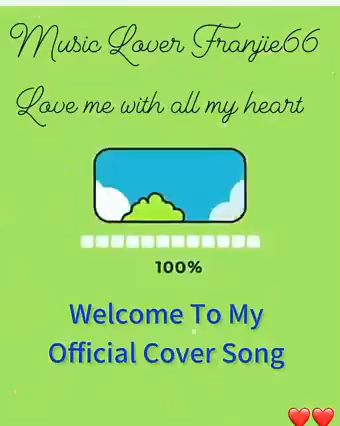 Music Lover Franjie66
Love me with all my heart
100%
Welcome To My
Official Cover Song